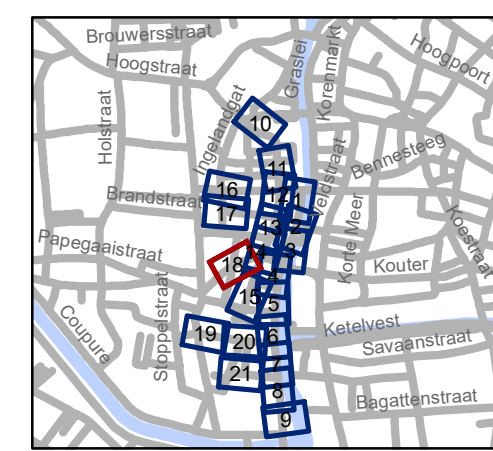 Brouwersstraat
Hoogstraat
Graslei
Korenmarkt
Hoogpoort
Holstraat
Ingelandgat
10
11
Bennesteeg
Veldstraat
16
12
1
Brandstraat
17
13
2
Korte Meer
Koestraat
Papegaaistraat
14
3
18
4
Kouter
15
5
Coupure
Stoppelstraat
19
20
6
Ketelvest
Savaanstraat
21
7
8
Bagattenstraat
9